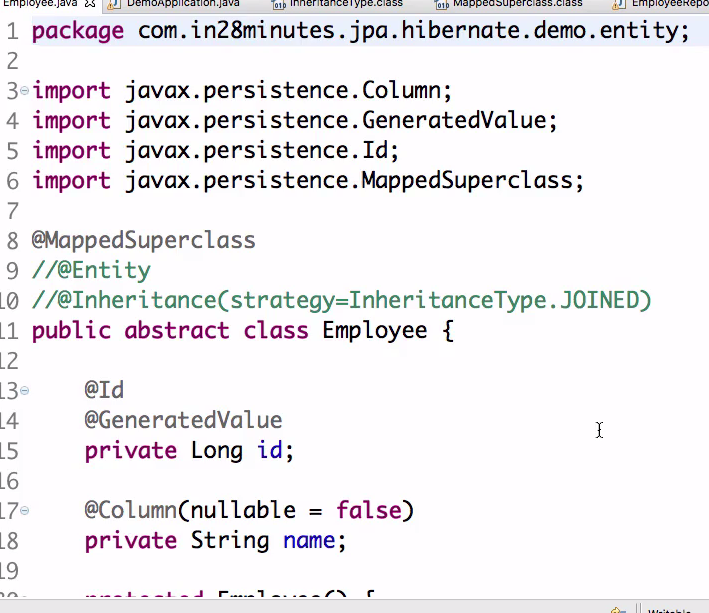 Employee.java DemoApplication.java InheritanceType.class MappedSuperclass.class EmployeeRepo
1 package com.in28minutes.jpa.hibernate.demo.entity;
2
3 import javax.persistence.Column;
4 import javax.persistence.GeneratedValue;
5 import javax.persistence.Id;
6 import javax.persistence.MappedSuperclass;
7
8 @MappedSuperclass
9 //@Entity
10 //@Inheritance(strategy=InheritanceType.JOINED)
11 public abstract class Employee {
12
13 @Id
14 @GeneratedValue
15 private Long id;
16
17 @Column(nullable = false)
18 private String name;
19
20 protected Employee() {
Writable